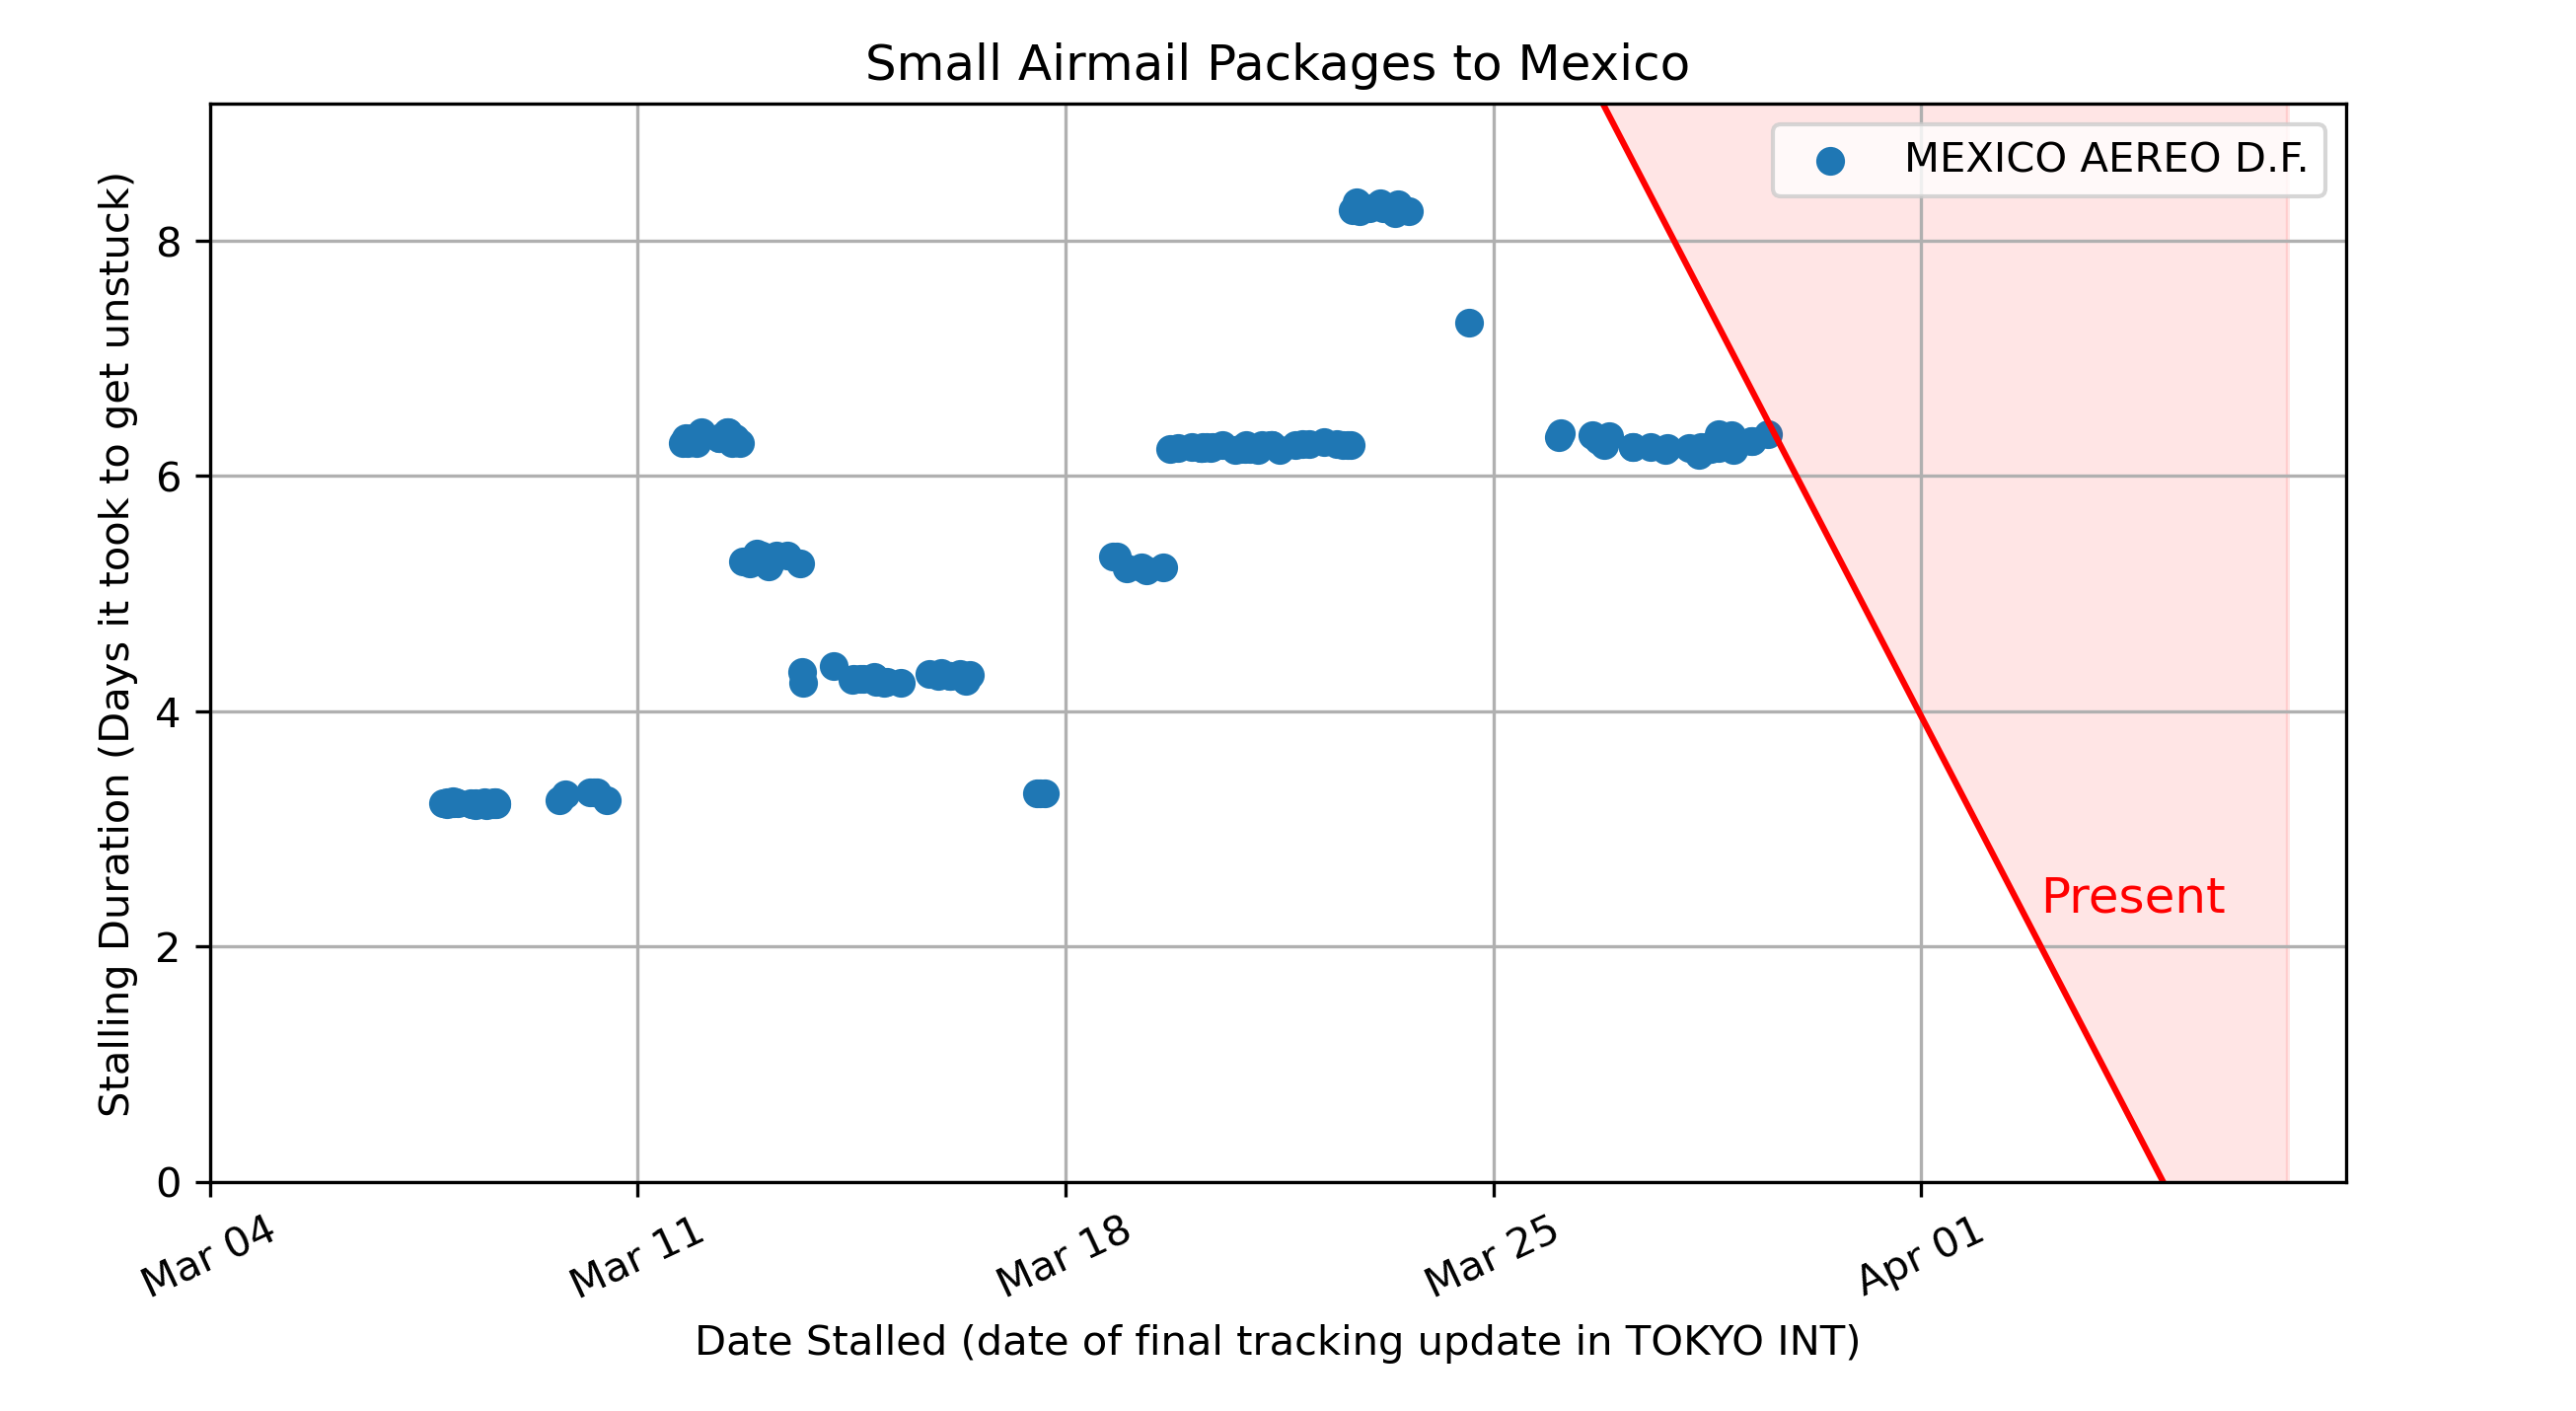 Small Airmail Packages to Mexico
MEXICO AEREO D.F.
Stalling Duration (Days it took to get unstuck)
8
6
4
2
0
Present
Mar 04
Mar 11
Mar 18
Mar 25
Apr 01
Date Stalled (date of final tracking update in TOKYO INT)